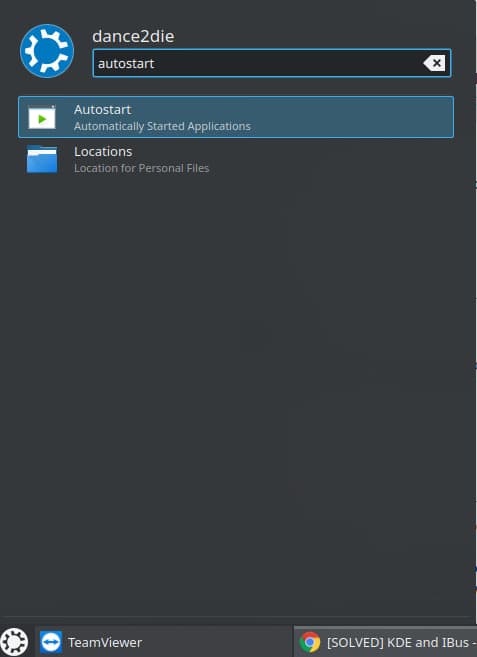 dance2die
autostart
Autostart
Automatically Started Applications
Locations
Location for Personal Files
TeamViewer
[SOLVED] KDE and IBus -